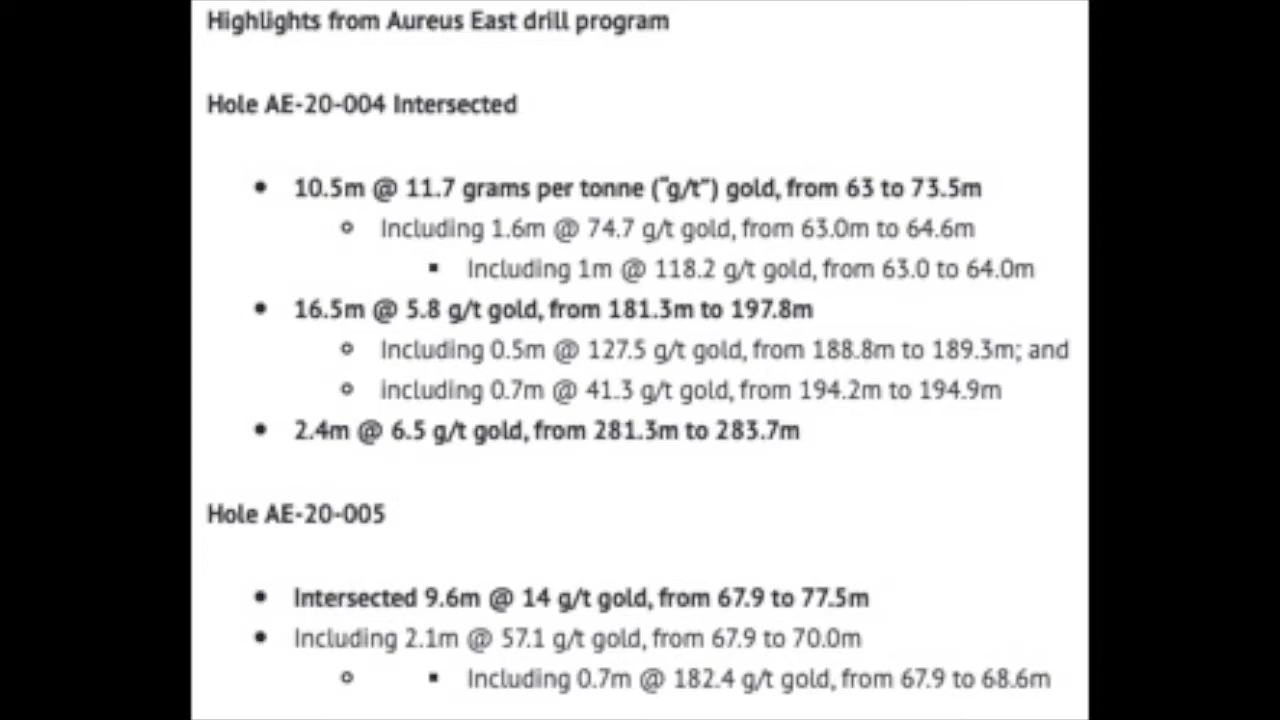 Highlights from Aureus East drill program
Hole AE-20-004 Intersected
• 10.5m @ 11.7 grams per tonne ("g/t") gold, from 63 to 73.5m
○ Including 1.6m @ 74.7 g/t gold, from 63.0m to 64.6m
▪ Including 1m @ 118.2 g/t gold, from 63.0 to 64.0m
• 16.5m @ 5.8 g/t gold, from 181.3m to 197.8m
○ Including 0.5m @ 127.5 g/t gold, from 188.8m to 189.3m; and
○ including 0.7m @ 41.3 g/t gold, from 194.2m to 194.9m
• 2.4m @ 6.5 g/t gold, from 281.3m to 283.7m
Hole AE-20-005
• Intersected 9.6m @ 14 g/t gold, from 67.9 to 77.5m
• Including 2.1m @ 57.1 g/t gold, from 67.9 to 70.0m
○ ▪ Including 0.7m @ 182.4 g/t gold, from 67.9 to 68.6m